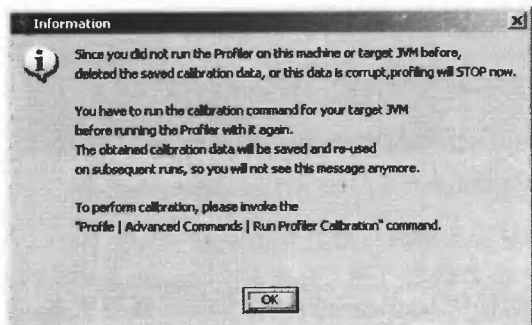 Information
Since you did not run the Profiler on this machine or target JVM before,
deleted the saved calibration data, or this data is corrupt,profiling will STOP now.
You have to run the calibration command for your target JVM
before running the Profiler with it again.
The obtained calibration data will be saved and re-used
on subsequent runs, so you will not see this message anymore.
To perform calibration, please invoke the
"Profile | Advanced Commands | Run Profiler Calibration" command.
OK